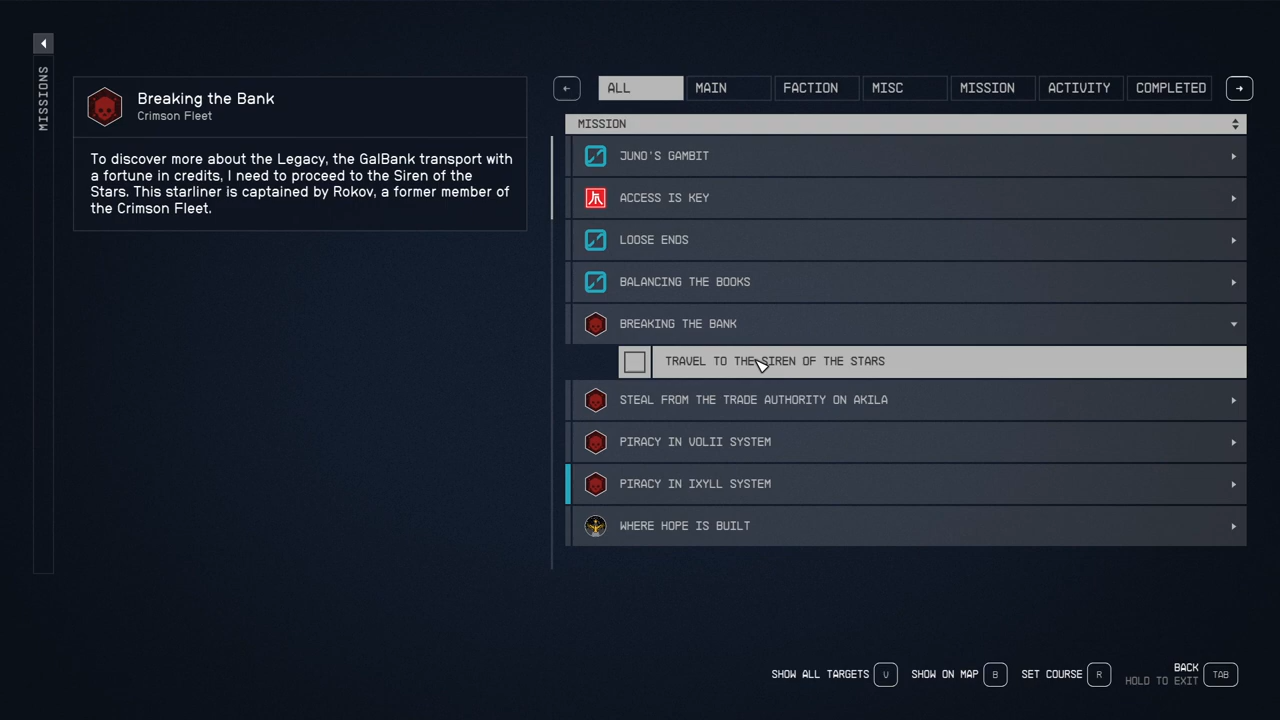 MISSIONS
Breaking the Bank
Crimson Fleet
To discover more about the Legacy, the GalBank transport with
a fortune in credits, I need to proceed to the Siren of the
Stars. This starliner is captained by Rokov, a former member of
the Crimson Fleet.
ALL MAIN FACTION MISC MISSION ACTIVITY COMPLETED
MISSION
JUNO'S GAMBIT
ACCESS IS KEY
LOOSE ENDS
BALANCING THE BOOKS
BREAKING THE BANK
TRAVEL TO THE SIREN OF THE STARS
STEAL FROM THE TRADE AUTHORITY ON AKILA
PIRACY IN VOLII SYSTEM
PIRACY IN IXYLL SYSTEM
WHERE HOPE IS BUILT
SHOW ALL TARGETS V SHOW ON MAP B SET COURSE R BACK TAB
HOLD TO EXIT